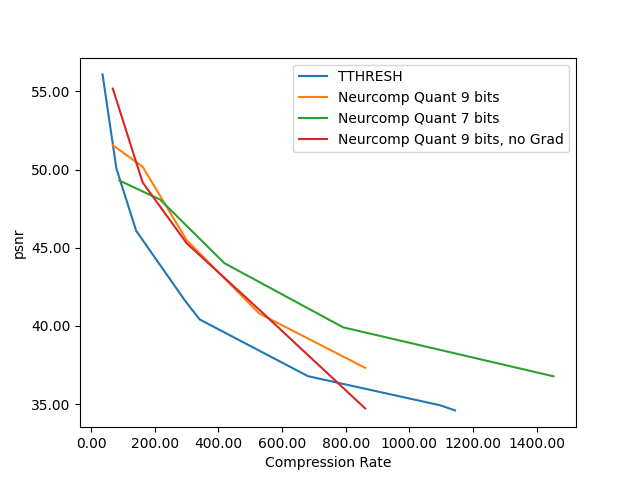 TTHRESH
Neurcomp Quant 9 bits
Neurcomp Quant 7 bits
Neurcomp Quant 9 bits, no Grad
psnr
55.00
50.00
45.00
40.00
35.00
0.00 200.00 400.00 600.00 800.00 1000.00 1200.00 1400.00
Compression Rate